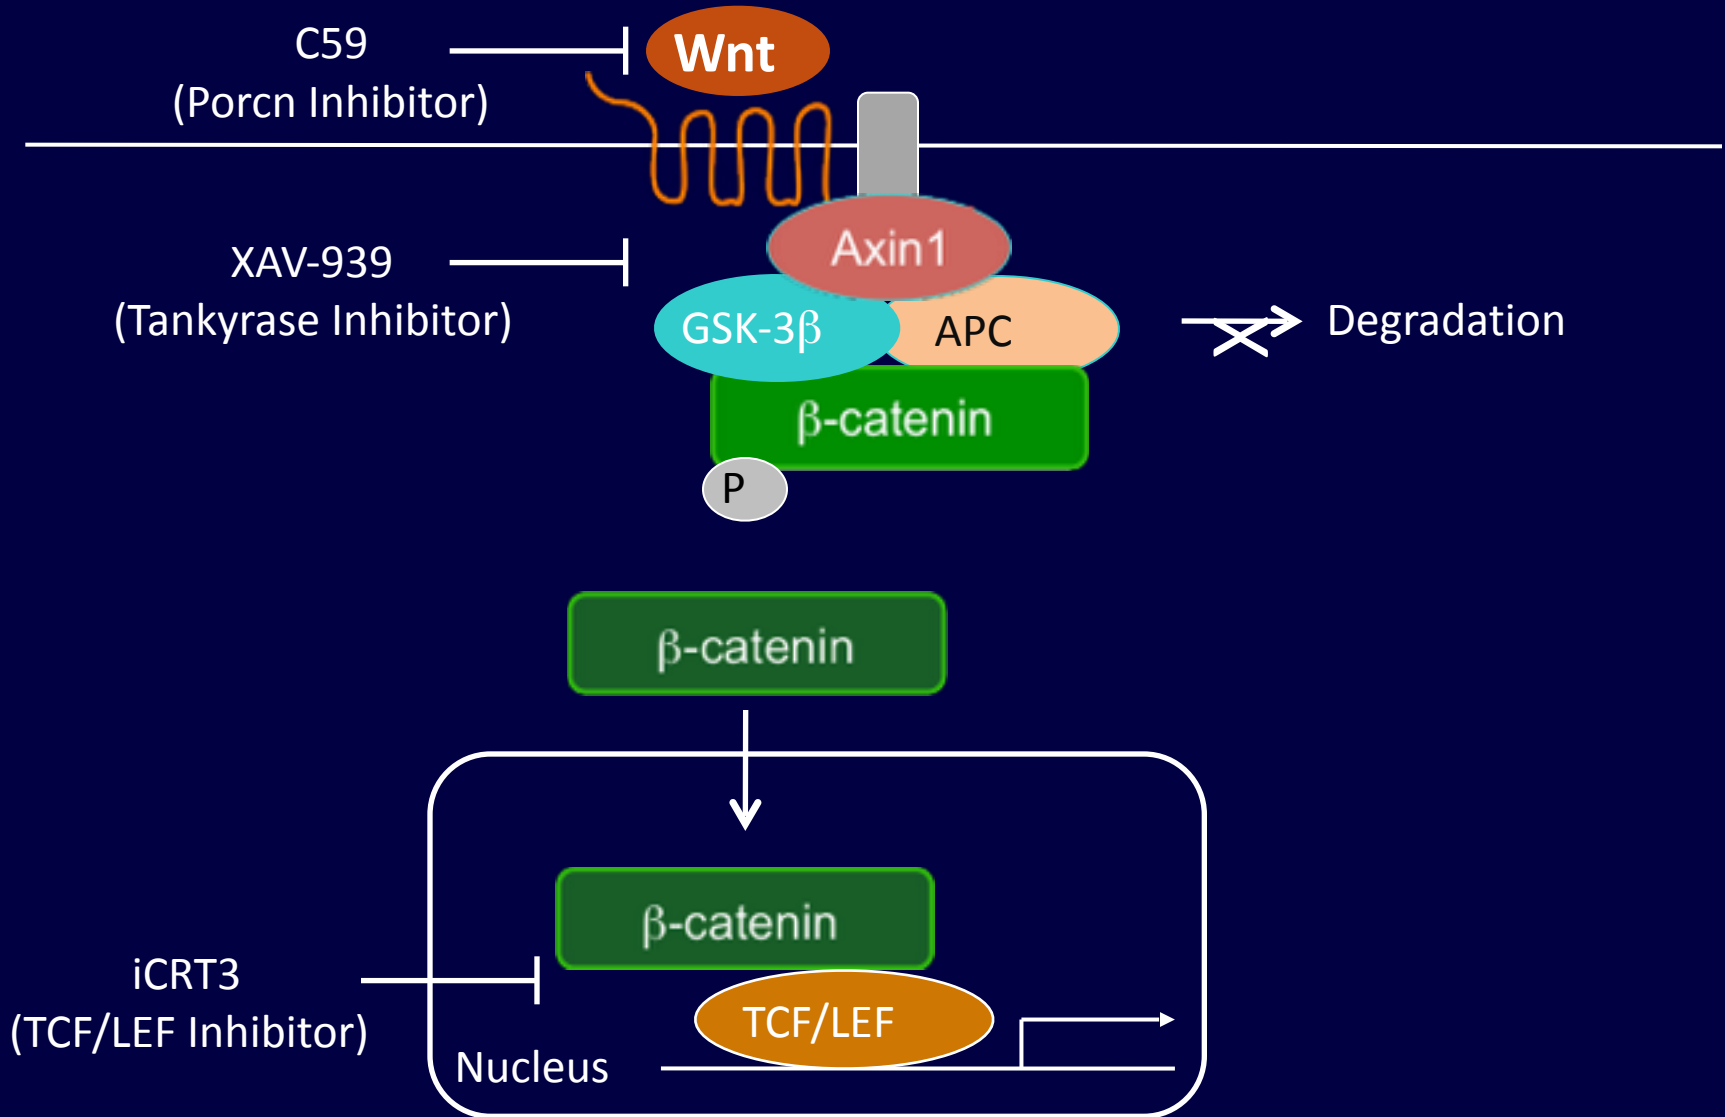 C59
(Porcn Inhibitor)
Wnt
XAV-939
(Tankyrase Inhibitor)
Axin1
GSK-3β
APC
β-catenin
P
Degradation
β-catenin
β-catenin
iCRT3
(TCF/LEF Inhibitor)
TCF/LEF
Nucleus